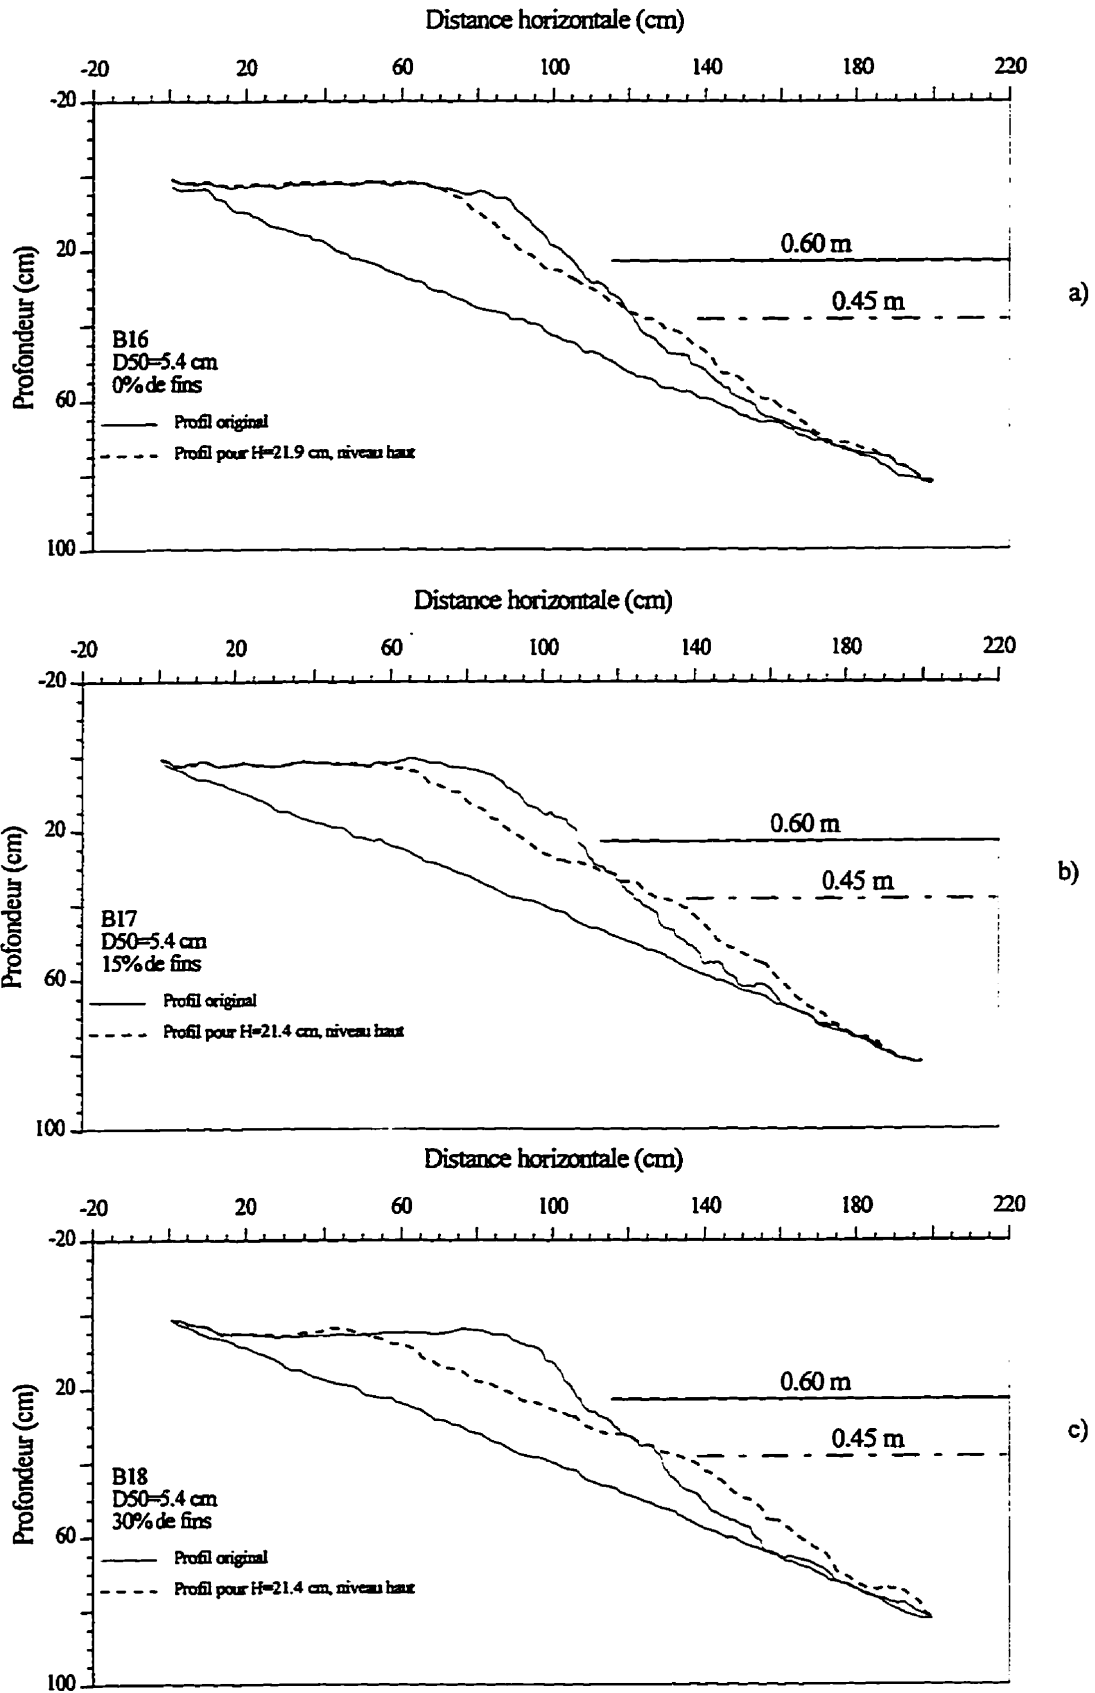 Distance horizontale (cm)
-20 20 60 100 140 180 220
-20
20
60
100
Profondeur (cm)
0.60 m
0.45 m
a)
B16
D50=5.4 cm
0% de fins
Profil original
Profil pour H=21.9 cm, niveau haut
Distance horizontale (cm)
-20 20 60 100 140 180 220
-20
20
60
100
Profondeur (cm)
0.60 m
0.45 m
b)
B17
D50=5.4 cm
15% de fins
Profil original
Profil pour H=21.4 cm, niveau haut
Distance horizontale (cm)
-20 20 60 100 140 180 220
-20
20
60
100
Profondeur (cm)
0.60 m
0.45 m
c)
B18
D50=5.4 cm
30% de fins
Profil original
Profil pour H=21.4 cm, niveau haut